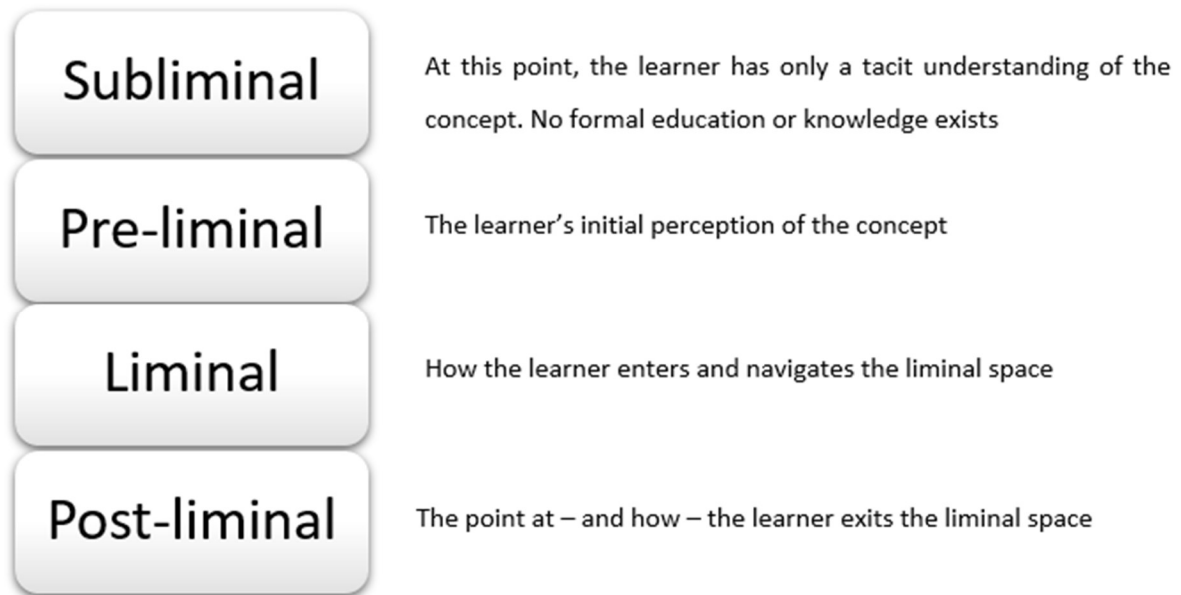 Subliminal
At this point, the learner has only a tacit understanding of the
concept. No formal education or knowledge exists
Pre-liminal
The learner’s initial perception of the concept
Liminal
How the learner enters and navigates the liminal space
Post-liminal
The point at – and how – the learner exits the liminal space